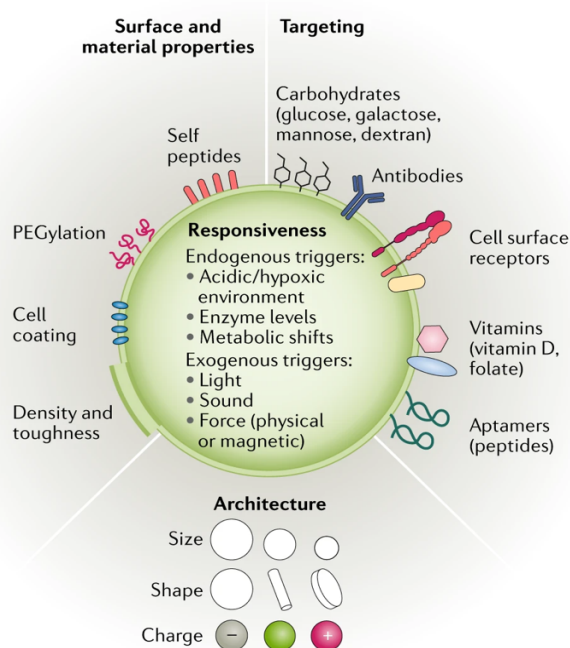 Surface and
material properties
Targeting
Carbohydrates
(glucose, galactose,
mannose, dextran)
Self
peptides
Antibodies
PEGylation
Cell surface
receptors
Cell
coating
Vitamins
(vitamin D,
folate)
Density and
toughness
Aptamers
(peptides)
Responsiveness
Endogenous triggers:
• Acidic/hypoxic
environment
• Enzyme levels
• Metabolic shifts
Exogenous triggers:
• Light
• Sound
• Force (physical
or magnetic)
Architecture
Size
Shape
Charge − +